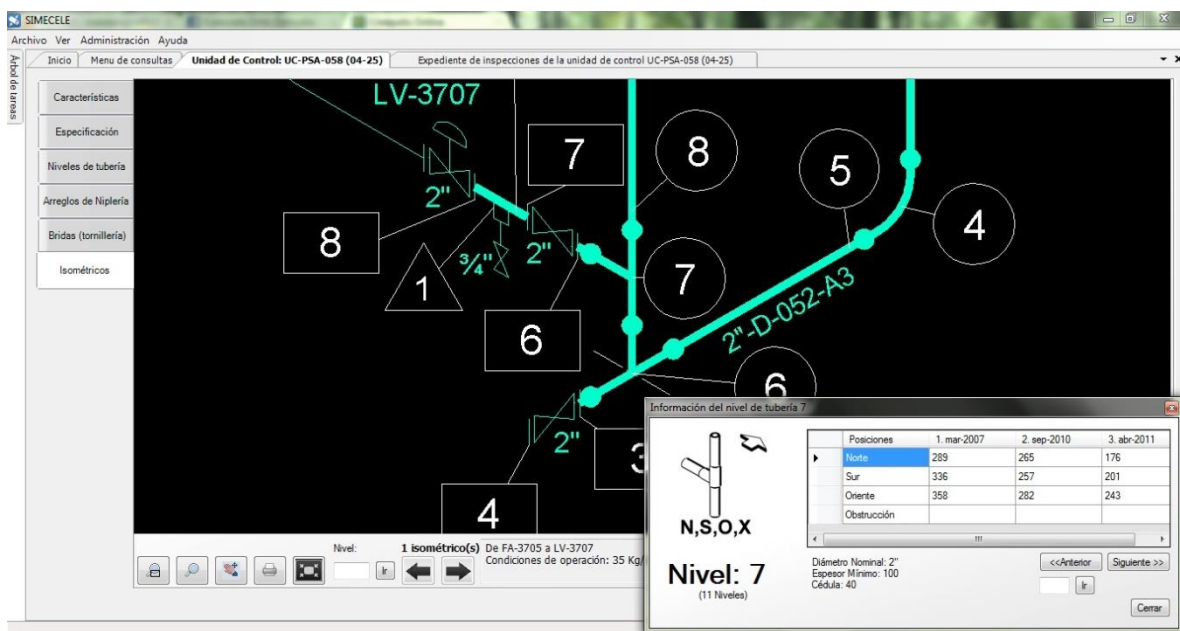 SIMECELE
Archivo Ver Administración Ayuda
Arbol de tareas
Inicio Menu de consultas Unidad de Control: UC-PSA-058 (04-25) Expediente de inspecciones de la unidad de control UC-PSA-058 (04-25)
Características
Especificación
Niveles de tubería
Arreglos de Niplería
Bridas (tornillería)
Isométricos
LV-3707
7
8
5
2"
4
8
2"
3/4"
1
7
2"-D-052-A3
6
6
2"
3
4
Nivel:
Ir
1 isométrico(s)
De FA-3705 a LV-3707
Condiciones de operación: 35 Kg/
Información del nivel de tubería 7
N,S,O,X
Nivel: 7
(11 Niveles)
Posiciones 1. mar-2007 2. sep-2010 3. abr-2011
Norte 289 265 176
Sur 336 257 201
Oriente 358 282 243
Obstrucción
Diámetro Nominal: 2"
Espesor Mínimo: 100
Cédula: 40
<<Anterior Siguiente >>
Ir
Cerrar